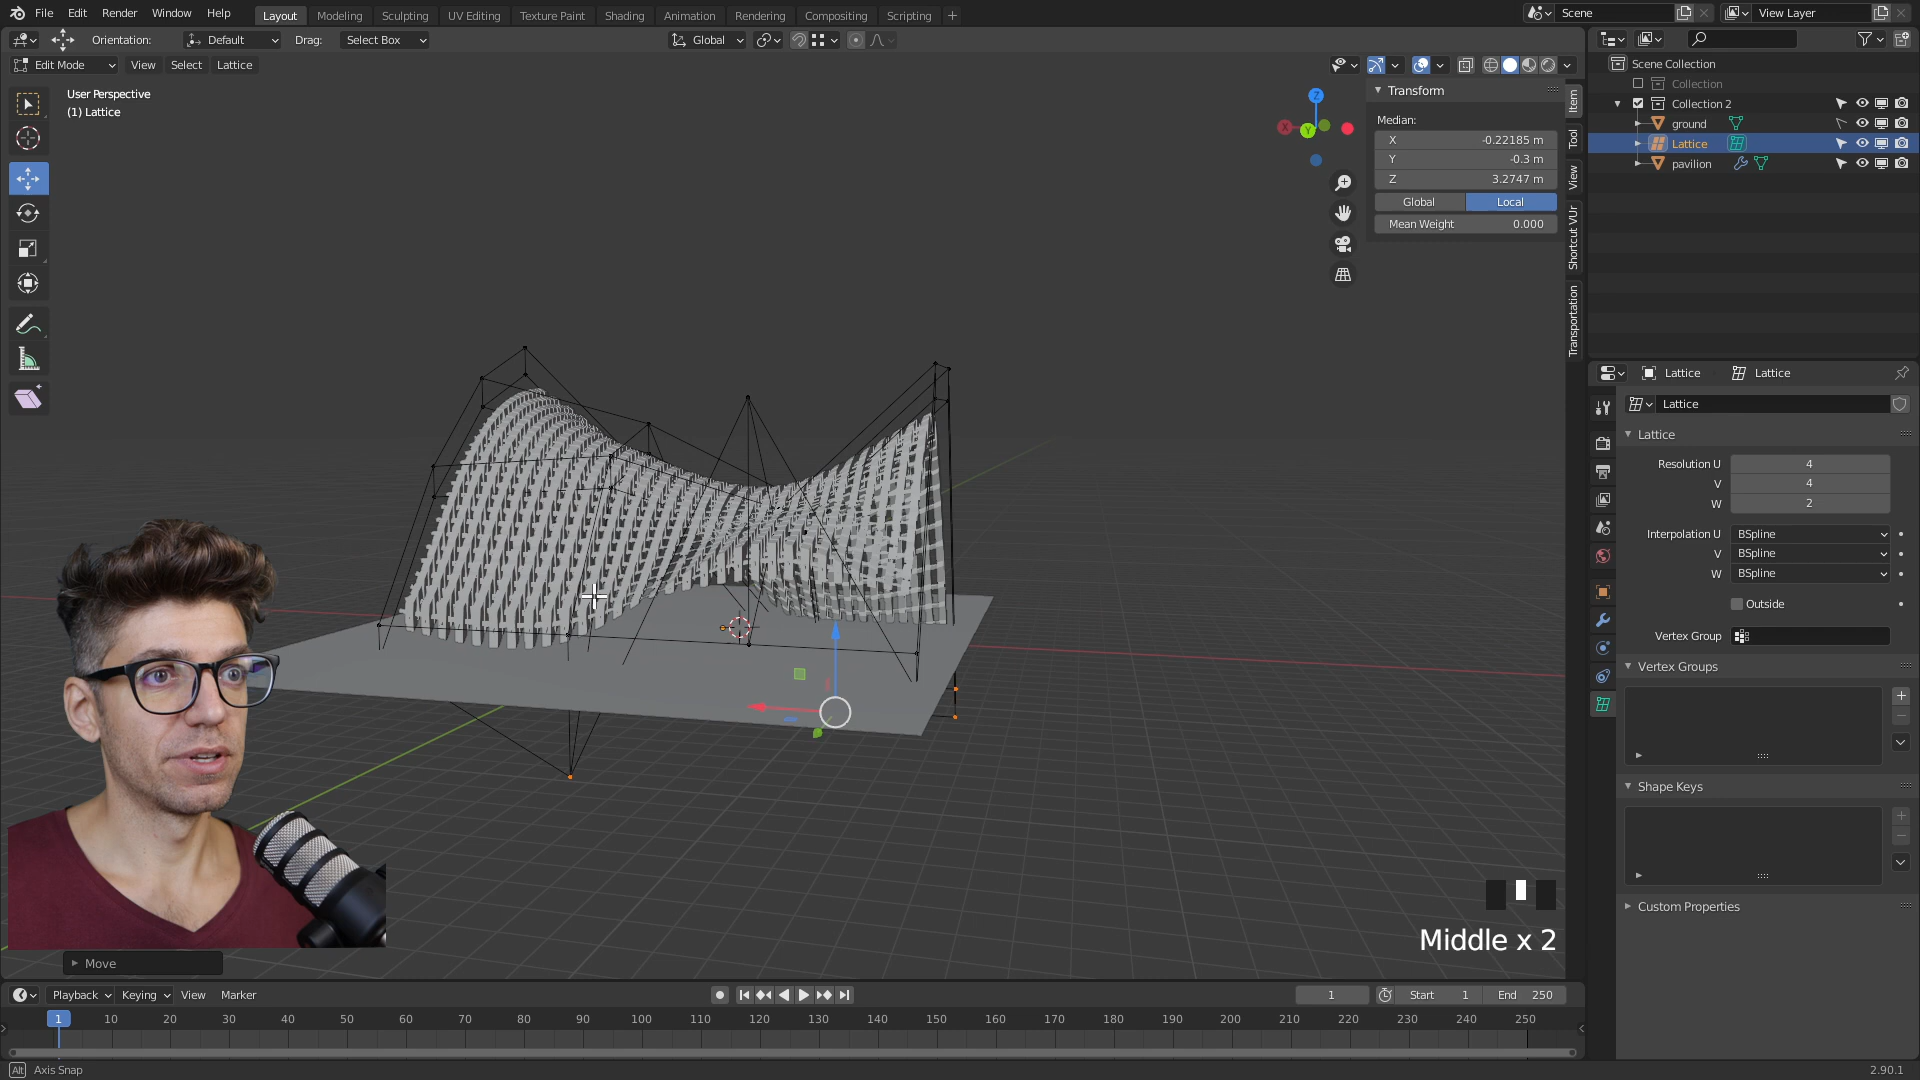 File Edit Render Window Help Layout Modeling Sculpting UV Editing Texture Paint Shading Animation Rendering Compositing Scripting + Scene View Layer
Orientation: Default Drag: Select Box Global
Edit Mode View Select Lattice
User Perspective
(1) Lattice
Z
X
Y
Transform
Median:
X -0.22185 m
Y -0.3 m
Z 3.2747 m
Global Local
Mean Weight 0.000
Item
Tool
View
Shortcut VUr
Transportation
Scene Collection
Collection
Collection 2
ground
Lattice
pavilion
Lattice Lattice
Lattice
Lattice
Resolution U 4
V 4
W 2
Interpolation U BSpline
V BSpline
W BSpline
Outside
Vertex Group
Vertex Groups
Shape Keys
Custom Properties
Middle x 2
Move
Playback Keying View Marker 1 Start 1 End 250
1 10 20 30 40 50 60 70 80 90 100 110 120 130 140 150 160 170 180 190 200 210 220 230 240 250
Alt Axis Snap 2.90.1